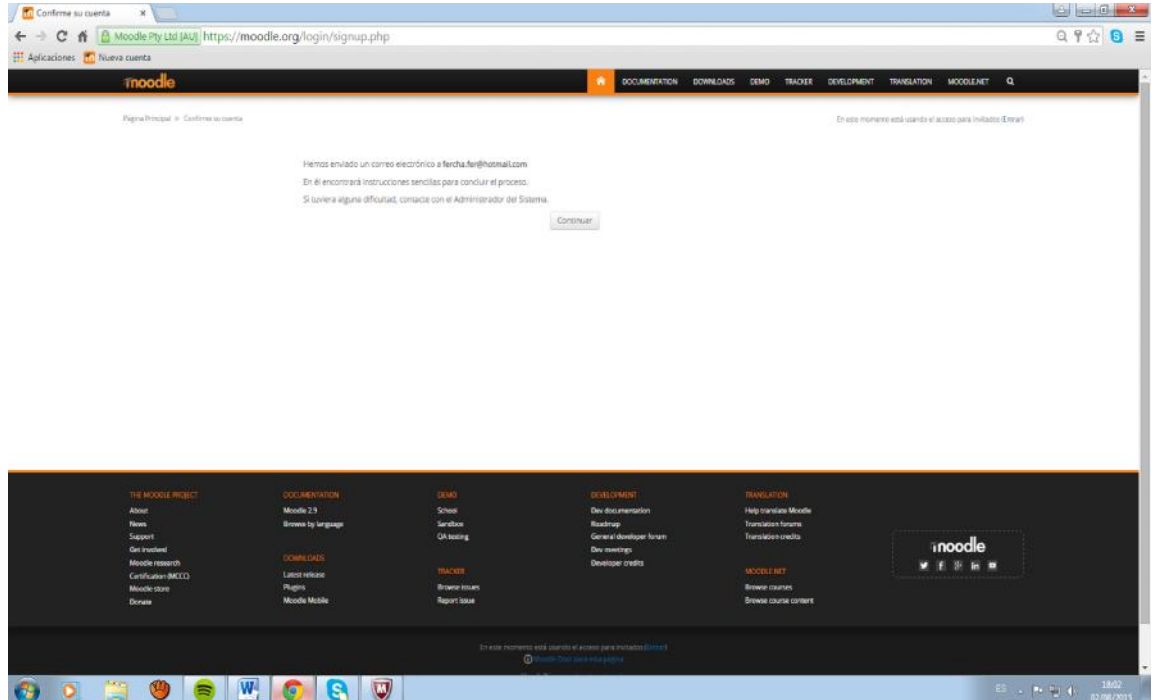 Confirme su cuenta
Moodle Pty Ltd [AU] https://moodle.org/login/signup.php
Aplicaciones Nueva cuenta
moodle DOCUMENTATION DOWNLOADS DEMO TRACKER DEVELOPMENT TRANSLATION MOODLE.NET
Página Principal Confirme su cuenta En este momento está usando el acceso para invitados (Entrar)
Hemos enviado un correo electrónico a fercha.fer@hotmail.com
En él encontrará instrucciones sencillas para concluir el proceso.
Si tuviera alguna dificultad, contacte con el Administrador del Sistema.
Continuar
THE MOODLE PROJECT
About
News
Support
Get involved
Moodle research
Certification (MCCC)
Moodle store
Donate
DOCUMENTATION
Moodle 2.9
Browse by language
DOWNLOADS
Latest release
Plugins
Moodle Mobile
DEMO
School
Sandbox
QA testing
TRACKER
Browse issues
Report issue
DEVELOPMENT
Dev documentation
Roadmap
General developer forum
Dev meetings
Developer credits
TRANSLATION
Help translate Moodle
Translation forums
Translation credits
MOODLE.NET
Browse courses
Browse course content
moodle
En este momento está usando el acceso para invitados (Entrar)
Moodle Docs para esta página
ES 18:02
02/08/2015